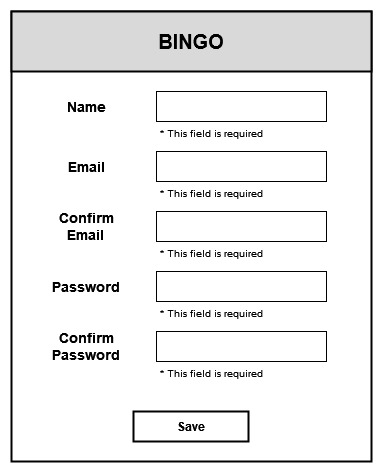 BINGO
Name
* This field is required
Email
* This field is required
Confirm
Email
* This field is required
Password
* This field is required
Confirm
Password
* This field is required
Save